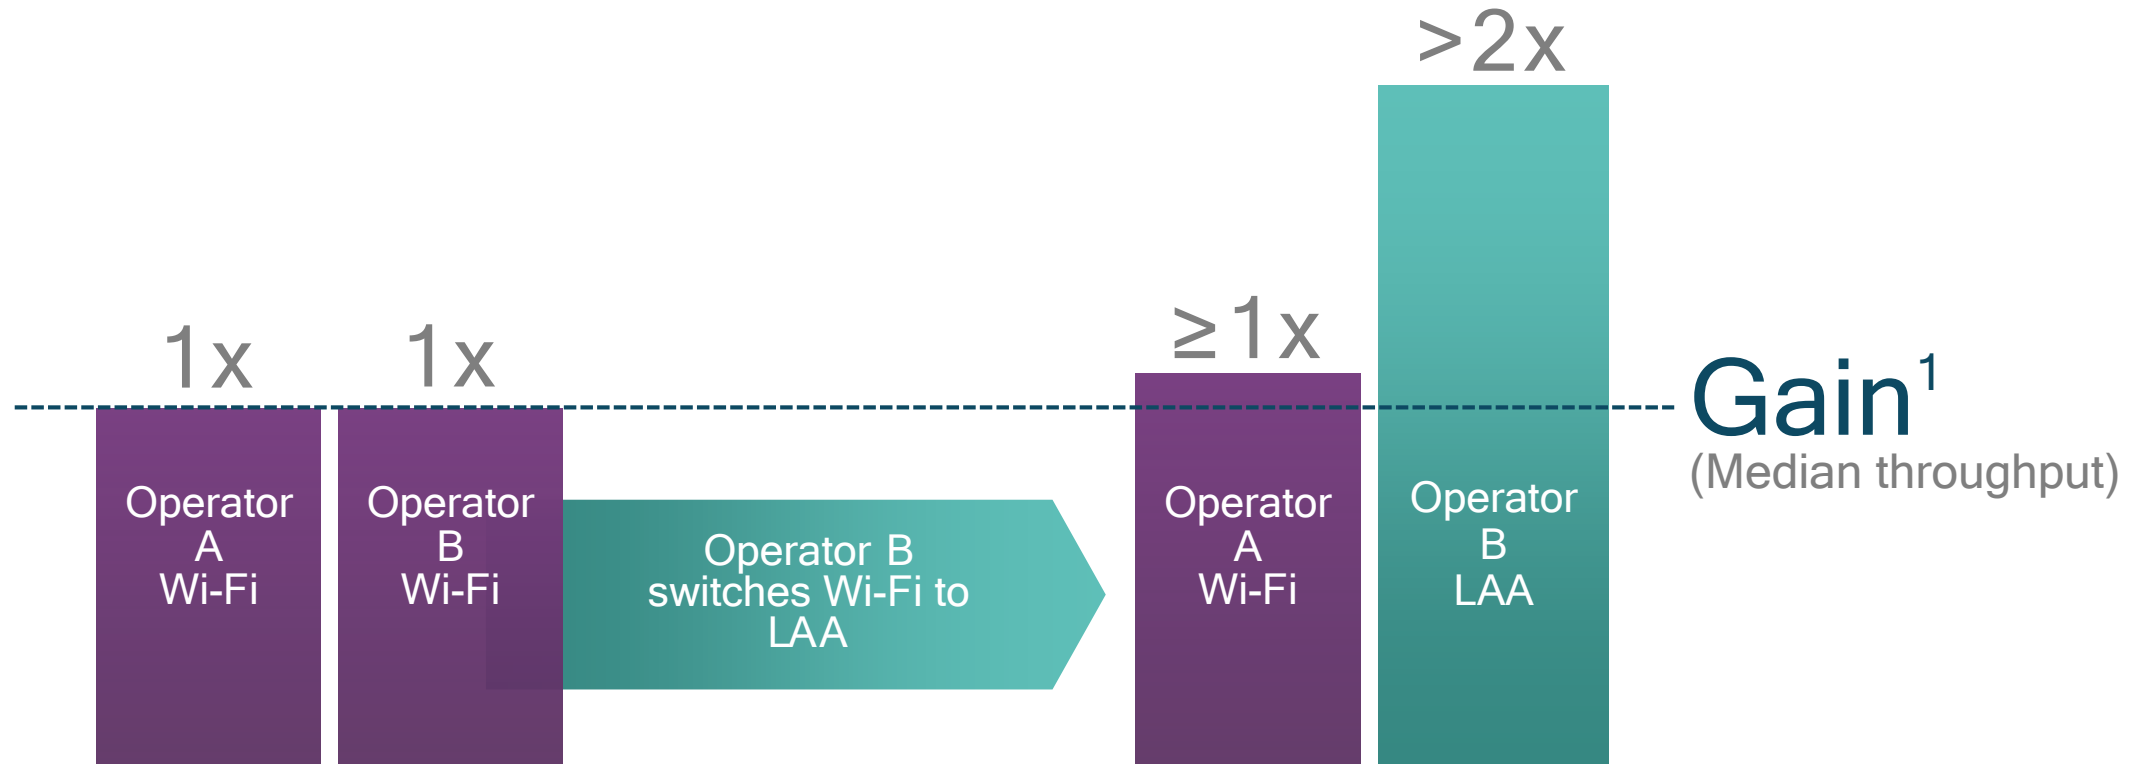 >2x
1x
1x
≥1x
Gain¹
(Median throughput)
Operator
A
Wi-Fi
Operator
B
Wi-Fi
Operator B
switches Wi-Fi to
LAA
Operator
A
Wi-Fi
Operator
B
LAA